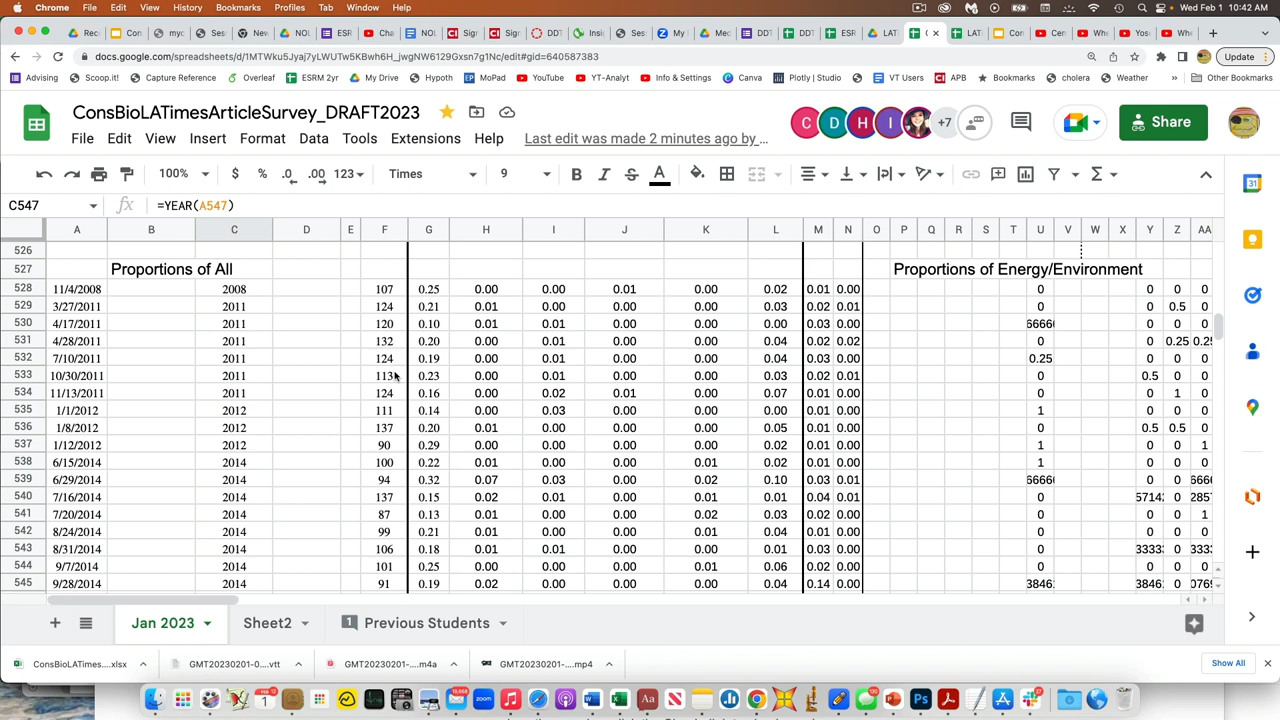 Chrome File Edit View History Bookmarks Profiles Tab Window Help Wed Feb 1 10:42 AM
docs.google.com/spreadsheets/d/1MTWku5Jyaj7yLWUTw5KBwh6H_jwgNW6129Gxsn7g1Nc/edit#gid=640587383 Update
Advising Scoop.it! Capture Reference Overleaf ESRM 2yr My Drive Hypoth MoPad YouTube YT-Analyt Info & Settings Canva Plotly | Studio VT Users APB Bookmarks cholera Weather » Other Bookmarks
ConsBioLATimesArticleSurvey_DRAFT2023
C D H I +7 Share
File Edit View Insert Format Data Tools Extensions Help Last edit was made 2 minutes ago by ...
100% $ % .0 .00 123 Times 9 B I S A
C547 fx =YEAR(A547)
A B C D E F G H I J K L M N O P Q R S T U V W X Y Z AA
526
527 Proportions of All Proportions of Energy/Environment
528 11/4/2008 2008 107 0.25 0.00 0.00 0.01 0.00 0.02 0.01 0.00 0 0 0 0
529 3/27/2011 2011 124 0.21 0.01 0.00 0.00 0.00 0.03 0.02 0.01 0 0 0.5 0
530 4/17/2011 2011 120 0.10 0.01 0.01 0.00 0.00 0.00 0.03 0.00 66666 0 0 0
531 4/28/2011 2011 132 0.20 0.00 0.01 0.00 0.00 0.04 0.02 0.02 0 0 0.25 0.25
532 7/10/2011 2011 124 0.19 0.00 0.01 0.00 0.00 0.04 0.03 0.00 0.25 0 0 0
533 10/30/2011 2011 113 0.23 0.00 0.01 0.00 0.00 0.03 0.02 0.01 0 0.5 0 0
534 11/13/2011 2011 124 0.16 0.00 0.02 0.01 0.00 0.07 0.01 0.00 0 0 1 0
535 1/1/2012 2012 111 0.14 0.00 0.03 0.00 0.00 0.00 0.01 0.00 1 0 0 0
536 1/8/2012 2012 137 0.20 0.00 0.00 0.00 0.00 0.05 0.01 0.00 0 0.5 0.5 0
537 1/12/2012 2012 90 0.29 0.00 0.00 0.00 0.00 0.02 0.01 0.00 1 0 0 1
538 6/15/2014 2014 100 0.22 0.01 0.00 0.00 0.01 0.02 0.01 0.00 1 0 0 0
539 6/29/2014 2014 94 0.32 0.07 0.03 0.00 0.02 0.10 0.03 0.01 66666 0 0 6666
540 7/16/2014 2014 137 0.15 0.02 0.01 0.00 0.01 0.01 0.04 0.01 0 57142 0 2857
541 7/20/2014 2014 87 0.13 0.01 0.00 0.00 0.02 0.03 0.01 0.00 0 0 0 1
542 8/24/2014 2014 99 0.21 0.01 0.00 0.00 0.01 0.04 0.01 0.00 0 0 0 0
543 8/31/2014 2014 106 0.18 0.01 0.01 0.00 0.00 0.01 0.03 0.00 0 33333 0 3333
544 9/7/2014 2014 101 0.25 0.00 0.00 0.00 0.01 0.06 0.02 0.00 0 0 0 0
545 9/28/2014 2014 91 0.19 0.02 0.00 0.00 0.00 0.04 0.14 0.00 38461 38461 0 0769
Jan 2023 Sheet2 1 Previous Students
ConsBioLATimes....xlsx GMT20230201-0....vtt GMT20230201-....m4a GMT20230201-....mp4 Show All